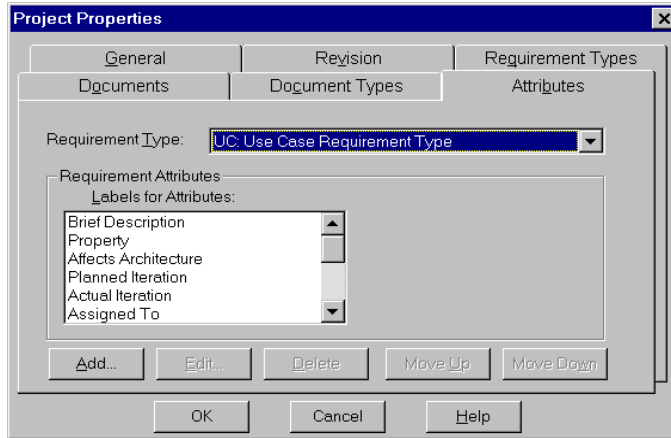 Project Properties
General Revision Requirement Types
Documents Document Types Attributes
Requirement Type: UC: Use Case Requirement Type
Requirement Attributes
Labels for Attributes:
Brief Description
Property
Affects Architecture
Planned Iteration
Actual Iteration
Assigned To
Add... Edit... Delete Move Up Move Down
OK Cancel Help